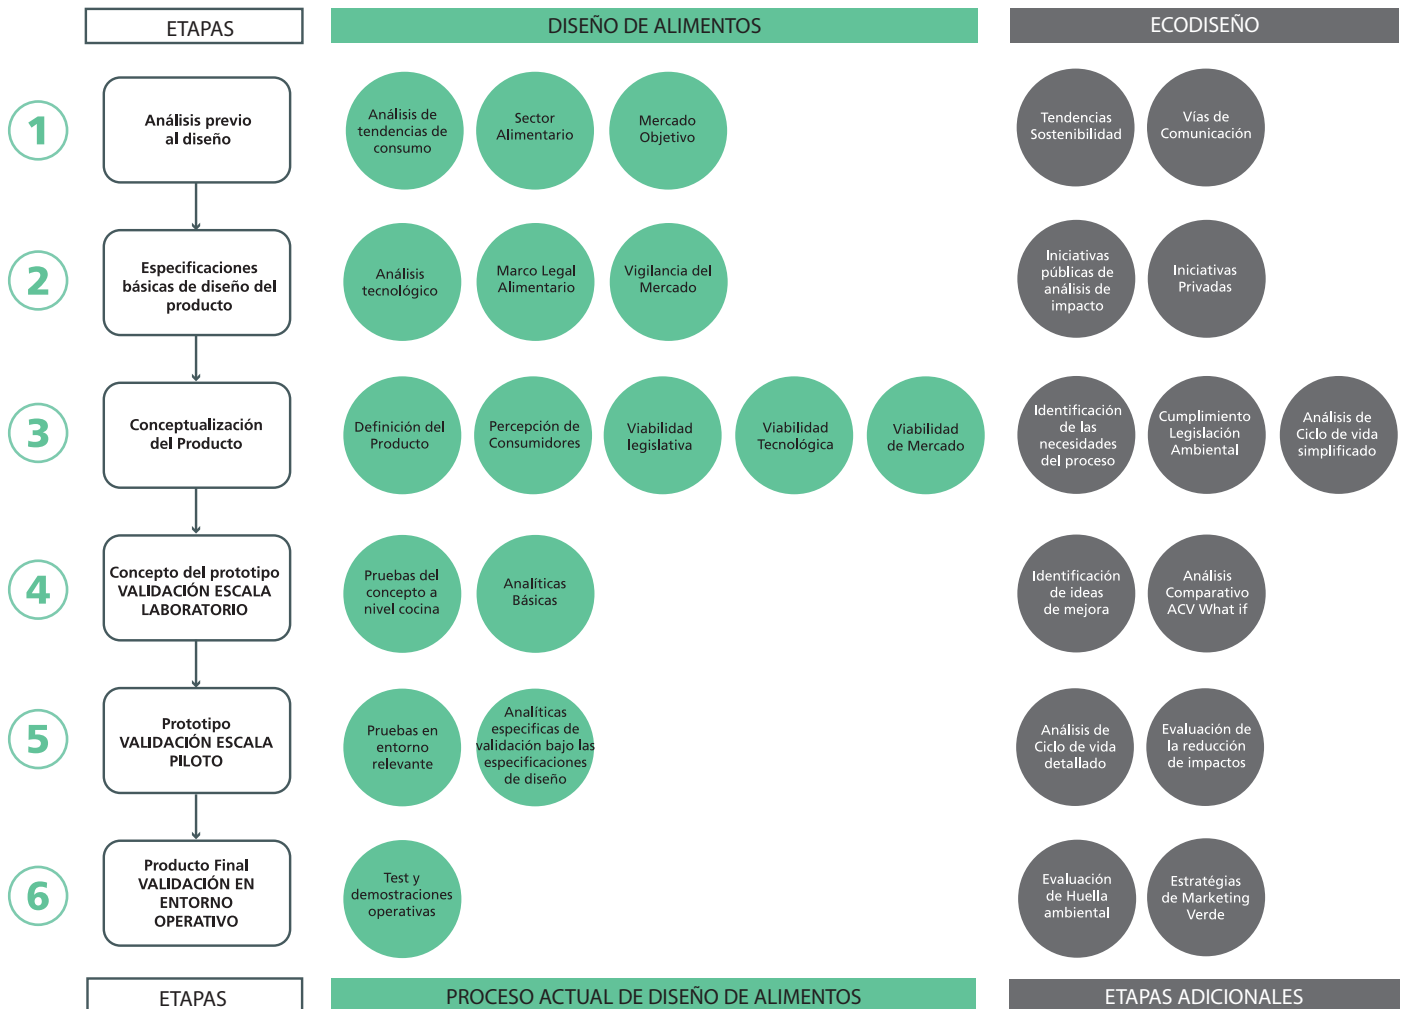 ETAPAS
DISEÑO DE ALIMENTOS
ECODISEÑO
1
Análisis previo
al diseño
Análisis de
tendencias de
consumo
Sector
Alimentario
Mercado
Objetivo
Tendencias
Sostenibilidad
Vías de
Comunicación
2
Especificaciones
básicas de diseño del
producto
Análisis
tecnológico
Marco Legal
Alimentario
Vigilancia del
Mercado
Iniciativas
públicas de
análisis de
impacto
Iniciativas
Privadas
3
Conceptualización
del Producto
Definición del
Producto
Percepción de
Consumidores
Viabilidad
legislativa
Viabilidad
Tecnológica
Viabilidad
de Mercado
Identificación
de las
necesidades
del proceso
Cumplimiento
Legislación
Ambiental
Análisis de
Ciclo de vida
simplificado
4
Concepto del prototipo
VALIDACIÓN ESCALA
LABORATORIO
Pruebas del
concepto a
nivel cocina
Analíticas
Básicas
Identificación
de ideas
de mejora
Análisis
Comparativo
ACV What if
5
Prototipo
VALIDACIÓN ESCALA
PILOTO
Pruebas en
entorno
relevante
Analíticas
especificas de
validación bajo las
especificaciones
de diseño
Análisis de
Ciclo de vida
detallado
Evaluación de
la reducción
de impactos
6
Producto Final
VALIDACIÓN EN
ENTORNO
OPERATIVO
Test y
demostraciones
operativas
Evaluación
de Huella
ambiental
Estratégias
de Marketing
Verde
ETAPAS
PROCESO ACTUAL DE DISEÑO DE ALIMENTOS
ETAPAS ADICIONALES